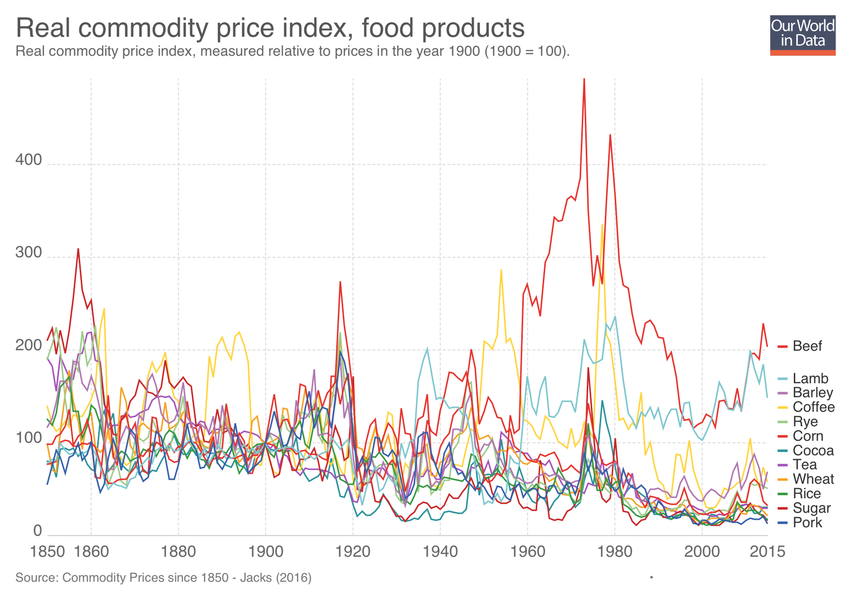 Real commodity price index, food products
Real commodity price index, measured relative to prices in the year 1900 (1900 = 100).
Our World
in Data
400
300
200
100
0
1850 1860 1880 1900 1920 1940 1960 1980 2000 2015
Beef
Lamb
Barley
Coffee
Rye
Corn
Cocoa
Tea
Wheat
Rice
Sugar
Pork
Source: Commodity Prices since 1850 - Jacks (2016)